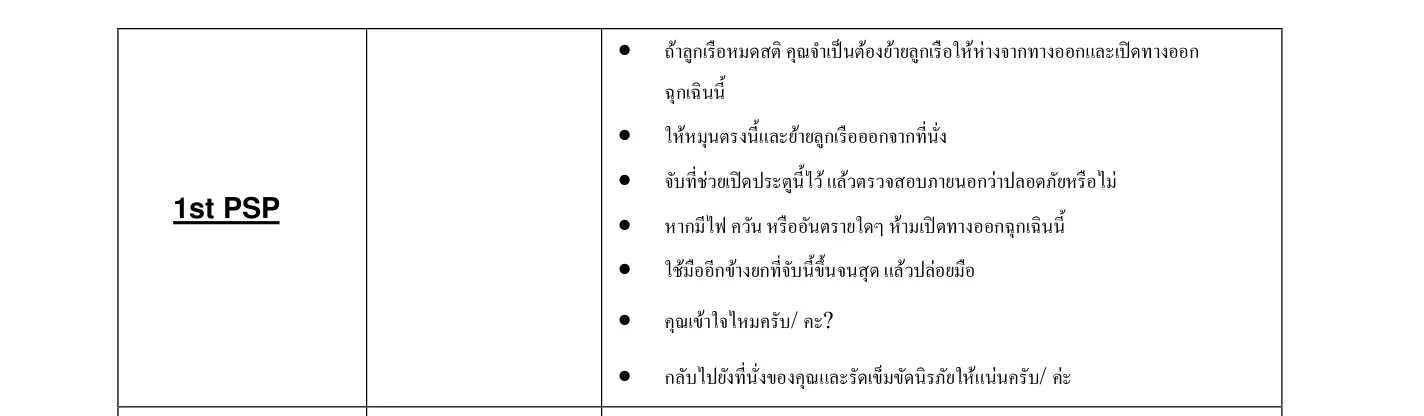 ● ถ้าลูกเรือหมดสติ คุณจำเป็นต้องย้ายลูกเรือให้ห่างจากทางออกและเปิดทางออก
ฉุกเฉินนี้
● ให้หมุนตรงนี้และย้ายลูกเรือออกจากที่นั่ง
● จับที่ช่วยเปิดประตูนี้ไว้ แล้วตรวจสอบภายนอกว่าปลอดภัยหรือไม่
1st PSP
● หากมีไฟ ควัน หรืออันตรายใดๆ ห้ามเปิดทางออกฉุกเฉินนี้
● ใช้มืออีกข้างยกที่จับนี้ขึ้นจนสุด แล้วปล่อยมือ
● คุณเข้าใจไหมครับ/ คะ?
● กลับไปยังที่นั่งของคุณและรัดเข็มขัดนิรภัยให้แน่นครับ/ ค่ะ